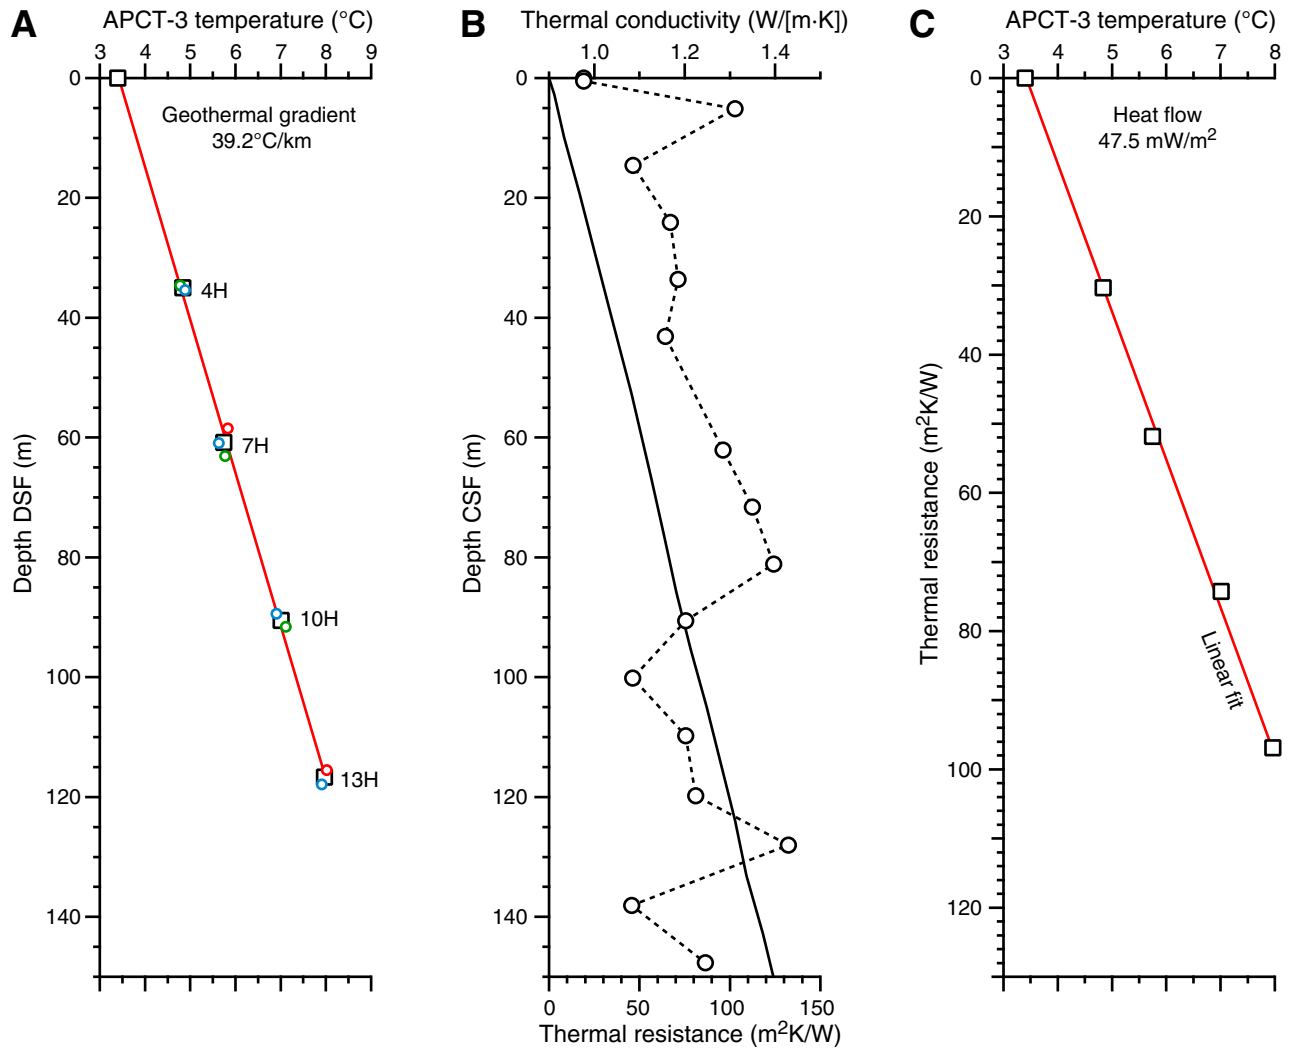 A
APCT-3 temperature (°C)
3 4 5 6 7 8 9
Geothermal gradient
39.2°C/km
0
20
40
60
80
100
120
140
Depth DSF (m)
4H
7H
10H
13H
B
Thermal conductivity (W/[m·K])
1.0 1.2 1.4
0
20
40
60
80
100
120
140
Depth CSF (m)
0 50 100 150
Thermal resistance (m²K/W)
C
APCT-3 temperature (°C)
3 4 5 6 7 8
Heat flow
47.5 mW/m²
0
20
40
60
80
100
120
Thermal resistance (m²K/W)
Linear fit